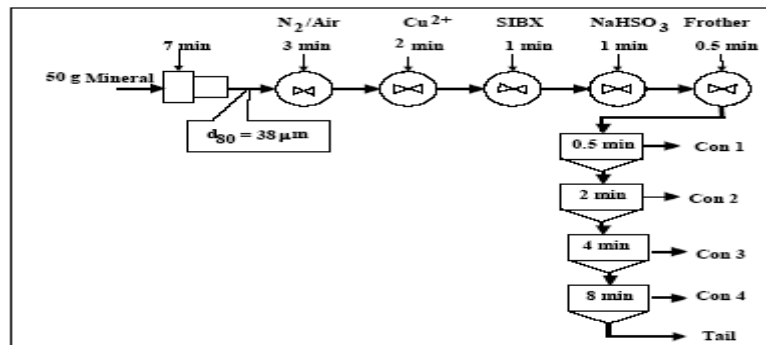 N₂/Air Cu²⁺ SIBX NaHSO₃ Frother
7 min 3 min 2 min 1 min 1 min 0.5 min
50 g Mineral
d₈₀ = 38 μm
0.5 min Con 1
2 min Con 2
4 min Con 3
8 min Con 4
Tail